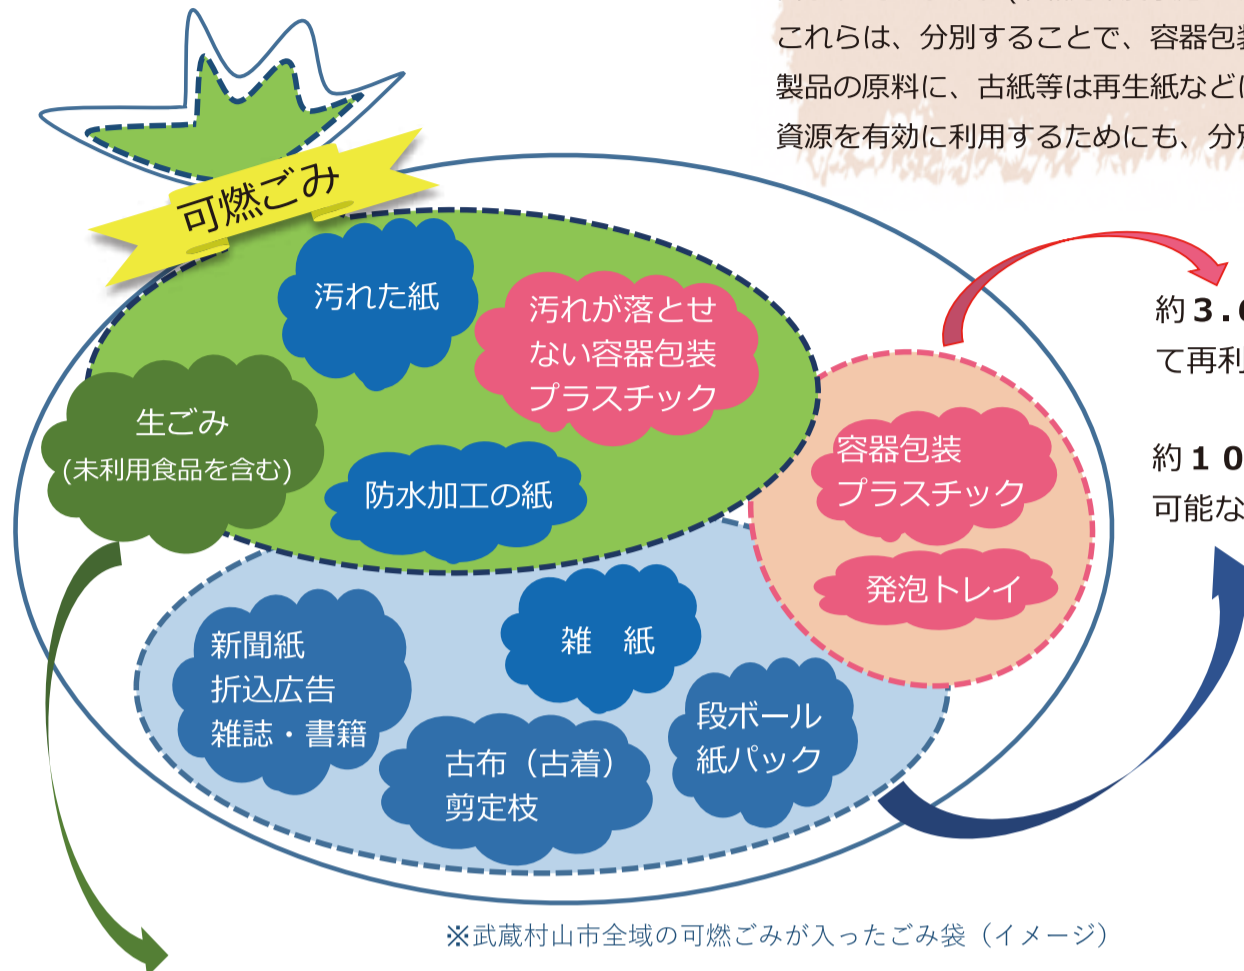 これらは、分別することで、容器包装
製品の原料に、古紙等は再生紙など
資源を有効に利用するためにも、分別
可燃ごみ
汚れた紙
汚れが落とせ
ない容器包装
プラスチック
生ごみ
(未利用食品を含む)
防水加工の紙
容器包装
プラスチック
発泡トレイ
新聞紙
折込広告
雑誌・書籍
雑　紙
段ボール
紙パック
古布（古着）
剪定枝
約3.
て再利
約10
可能な
※武蔵村山市全域の可燃ごみが入ったごみ袋（イメージ）